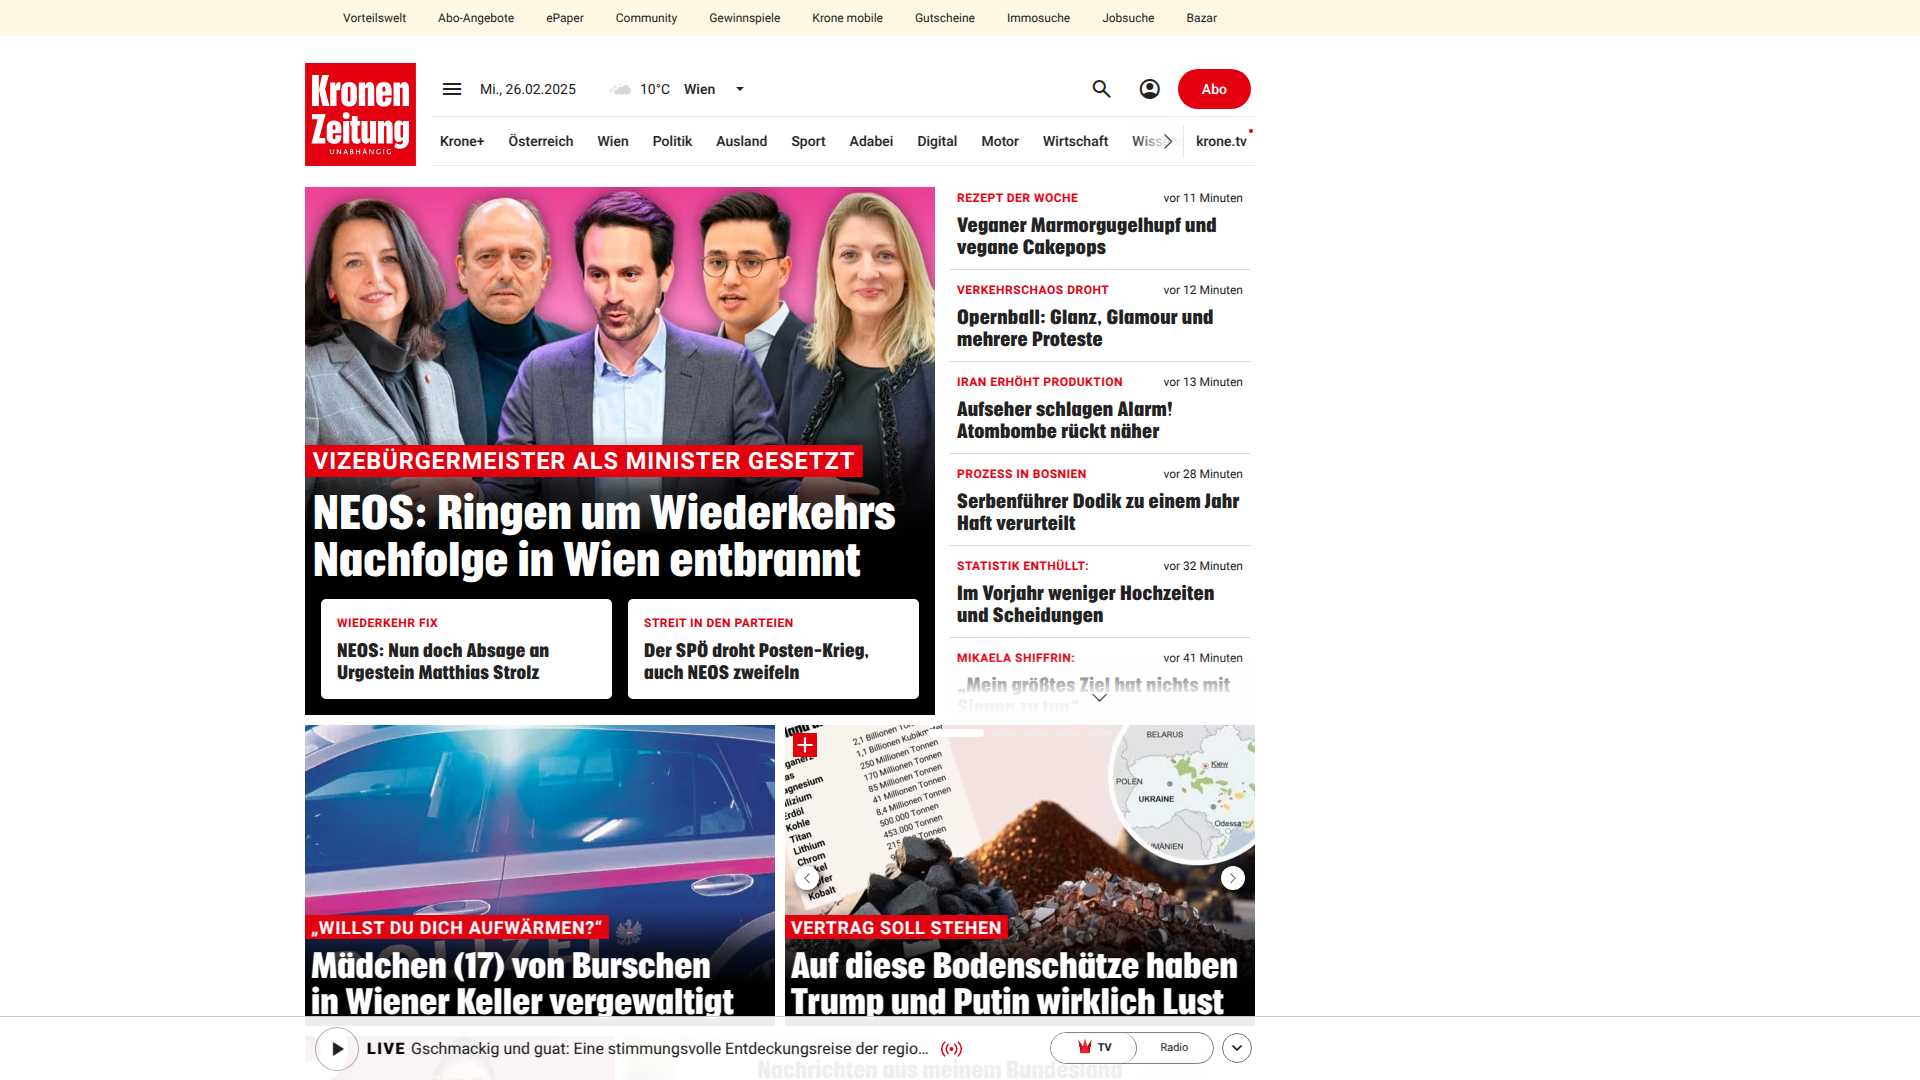 Vorteilswelt Abo-Angebote ePaper Community Gewinnspiele Krone mobile Gutscheine Immosuche Jobsuche Bazar
Kronen
Zeitung
UNABHÄNGIG
Mi., 26.02.2025 10°C Wien
Abo
Krone+ Österreich Wien Politik Ausland Sport Adabei Digital Motor Wirtschaft Wiss krone.tv
VIZEBÜRGERMEISTER ALS MINISTER GESETZT
NEOS: Ringen um Wiederkehrs
Nachfolge in Wien entbrannt
WIEDERKEHR FIX
NEOS: Nun doch Absage an
Urgestein Matthias Strolz
STREIT IN DEN PARTEIEN
Der SPÖ droht Posten-Krieg,
auch NEOS zweifeln
REZEPT DER WOCHE vor 11 Minuten
Veganer Marmorgugelhupf und
vegane Cakepops
VERKEHRSCHAOS DROHT vor 12 Minuten
Opernball: Glanz, Glamour und
mehrere Proteste
IRAN ERHÖHT PRODUKTION vor 13 Minuten
Aufseher schlagen Alarm!
Atombombe rückt näher
PROZESS IN BOSNIEN vor 28 Minuten
Serbenführer Dodik zu einem Jahr
Haft verurteilt
STATISTIK ENTHÜLLT: vor 32 Minuten
Im Vorjahr weniger Hochzeiten
und Scheidungen
MIKAELA SHIFFRIN: vor 41 Minuten
„Mein größtes Ziel hat nichts mit
Siegen zu tun“
POLIZEI
„WILLST DU DICH AUFWÄRMEN?“
Mädchen (17) von Burschen
in Wiener Keller vergewaltigt
2,1 Billionen
1,1 Billionen Kubikmeter
250 Millionen Tonnen
170 Millionen Tonnen
85 Millionen Tonnen
41 Millionen Tonnen
8,4 Millionen Tonnen
500.000 Tonnen
453.000 Tonnen
Tonnen
Erdöl
Kohle
Titan
Lithium
Chrom
Kobalt
BELARUS
Kiew
POLEN
UKRAINE
Odessa
VERTRAG SOLL STEHEN
Auf diese Bodenschätze haben
Trump und Putin wirklich Lust
LIVE Gschmackig und guat: Eine stimmungsvolle Entdeckungsreise der regio...
TV Radio
Nachrichten aus meinem Bundesland